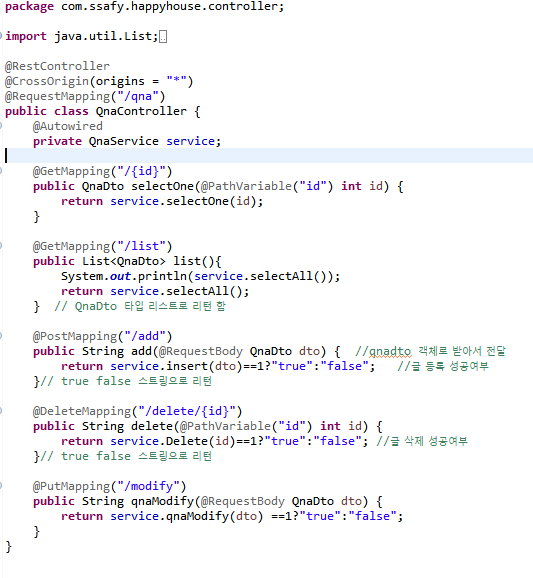 package com.ssafy.happyhouse.controller;
import java.util.List;
@RestController
@CrossOrigin(origins = "*")
@RequestMapping("/qna")
public class QnaController {
@Autowired
private QnaService service;
@GetMapping("/{id}")
public QnaDto selectOne(@PathVariable("id") int id) {
return service.selectOne(id);
}
@GetMapping("/list")
public List<QnaDto> list(){
System.out.println(service.selectAll());
return service.selectAll();
}  // QnaDto 타입 리스트로 리턴 함
@PostMapping("/add")
public String add(@RequestBody QnaDto dto) {  //qnadto 객체로 받아서 전달
return service.insert(dto)==1?"true":"false";   //글 등록 성공여부
}// true false 스트링으로 리턴
@DeleteMapping("/delete/{id}")
public String delete(@PathVariable("id") int id) {
return service.Delete(id)==1?"true":"false"; //글 삭제 성공여부
}// true false 스트링으로 리턴
@PutMapping("/modify")
public String qnaModify(@RequestBody QnaDto dto) {
return service.qnaModify(dto) ==1?"true":"false";
}
}